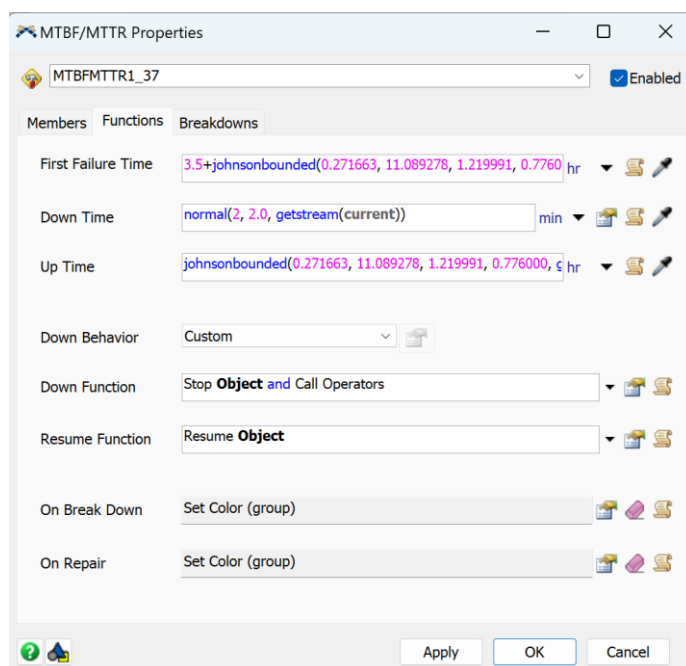 MTBF/MTTR Properties
MTBFMTTR1_37
Enabled
Members Functions Breakdowns
First Failure Time 3.5+johnsonbounded(0.271663, 11.089278, 1.219991, 0.7760 hr
Down Time normal(2, 2.0, getstream(current)) min
Up Time johnsonbounded(0.271663, 11.089278, 1.219991, 0.776000, g hr
Down Behavior Custom
Down Function Stop Object and Call Operators
Resume Function Resume Object
On Break Down Set Color (group)
On Repair Set Color (group)
Apply OK Cancel